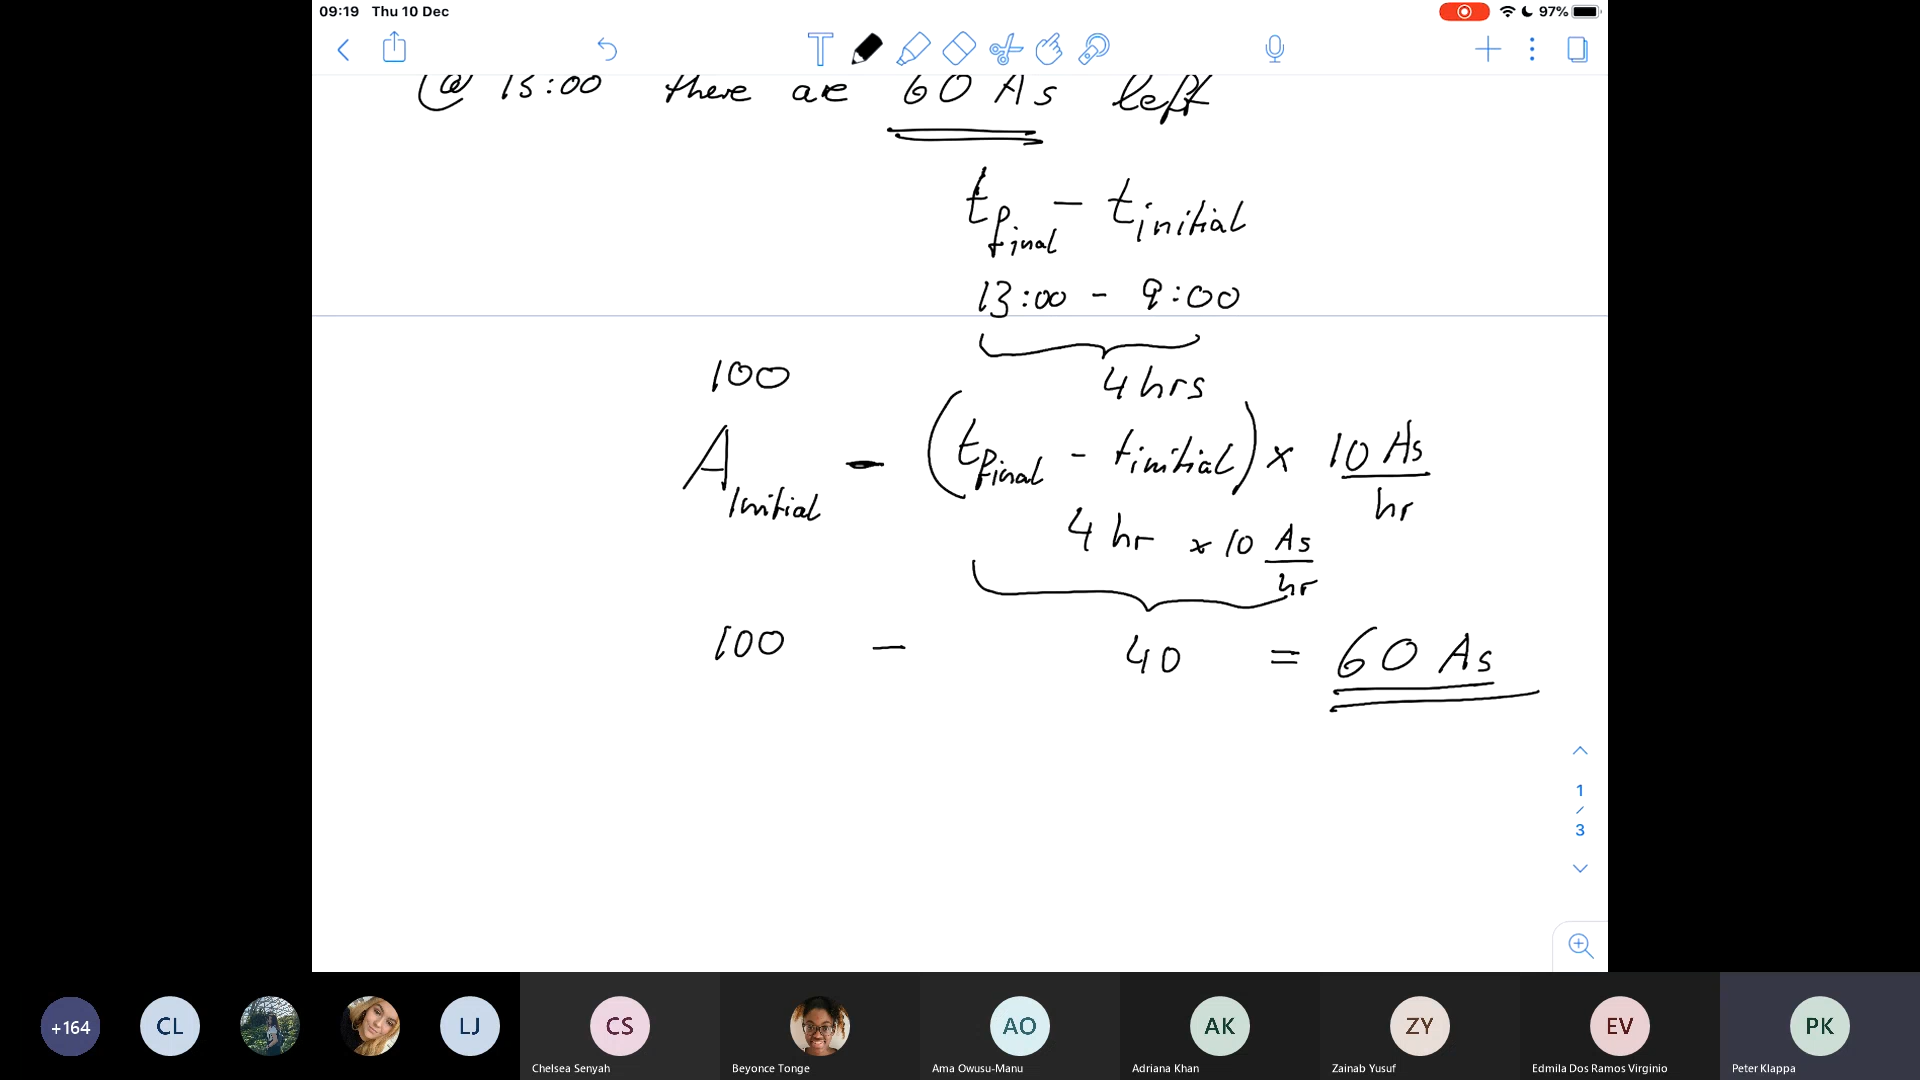 09:19 Thu 10 Dec
97%
T
@ 13:00 there are 60 As left
t final - t initial
13:00 - 9:00
100
4 hrs
A Initial - (t final - t initial) x 10 As / hr
4 hr x 10 As / hr
100 - 40 = 60 As
1
/
3
+164
CL
LJ
CS
AO
AK
ZY
EV
PK
Chelsea Senyah
Beyonce Tonge
Ama Owusu-Manu
Adriana Khan
Zainab Yusuf
Edmila Dos Ramos Virginio
Peter Klappa